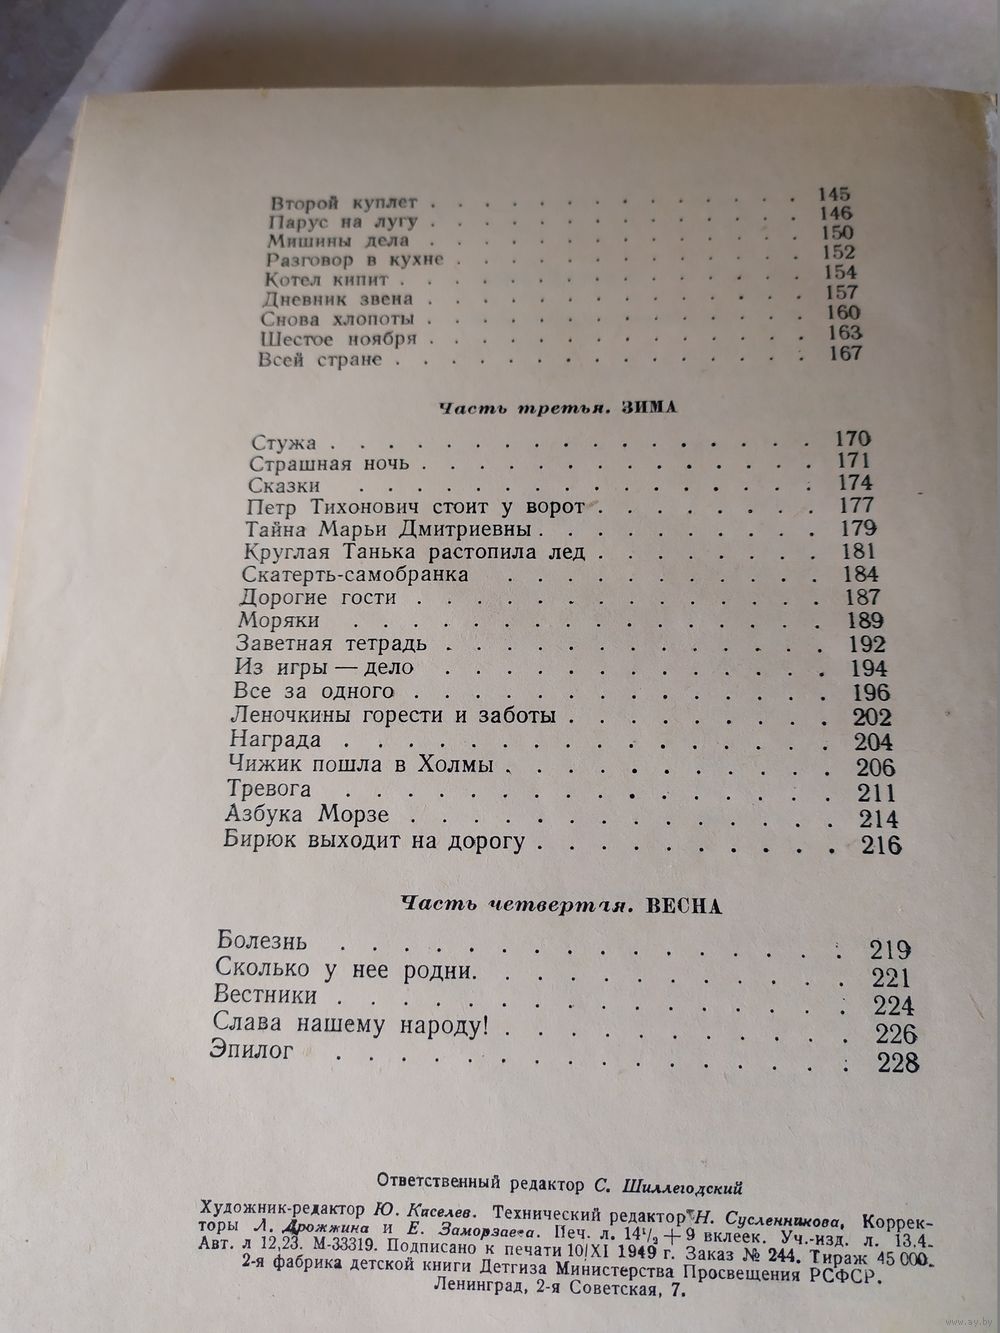 Второй куплет . . . . . . . . . . . . . . 145
Парус на лугу . . . . . . . . . . . . . . 146
Мишины дела . . . . . . . . . . . . . . 150
Разговор в кухне . . . . . . . . . . . . . 152
Котел кипит . . . . . . . . . . . . . . . 154
Дневник звена . . . . . . . . . . . . . . 157
Снова хлопоты . . . . . . . . . . . . . . 160
Шестое ноября . . . . . . . . . . . . . . 163
Всей стране . . . . . . . . . . . . . . . 167
Часть третья. ЗИМА
Стужа . . . . . . . . . . . . . . . . . 170
Страшная ночь . . . . . . . . . . . . . . 171
Сказки . . . . . . . . . . . . . . . . 174
Петр Тихонович стоит у ворот . . . . . . . . 177
Тайна Марьи Дмитриевны . . . . . . . . . . 179
Круглая Танька растопила лед . . . . . . . . 181
Скатерть-самобранка . . . . . . . . . . . 184
Дорогие гости . . . . . . . . . . . . . . 187
Моряки . . . . . . . . . . . . . . . . 189
Заветная тетрадь . . . . . . . . . . . . . 192
Из игры — дело . . . . . . . . . . . . . 194
Все за одного . . . . . . . . . . . . . . 196
Леночкины горести и заботы . . . . . . . . . 202
Награда . . . . . . . . . . . . . . . . 204
Чижик пошла в Холмы . . . . . . . . . . . 206
Тревога . . . . . . . . . . . . . . . . 211
Азбука Морзе . . . . . . . . . . . . . . 214
Бирюк выходит на дорогу . . . . . . . . . . 216
Часть четвертая. ВЕСНА
Болезнь . . . . . . . . . . . . . . . . 219
Сколько у нее родни. . . . . . . . . . . . 221
Вестники . . . . . . . . . . . . . . . . 224
Слава нашему народу! . . . . . . . . . . . 226
Эпилог . . . . . . . . . . . . . . . . 228
Ответственный редактор С. Шиллегодский
Художник-редактор Ю. Киселев. Технический редактор Н. Сусленникова. Коррек-
торы Л. Дрожжина и Е. Заморзаева. Печ. л. 14¹/₂ + 9 вклеек. Уч.-изд. л. 13.4.
Авт. л 12,23. М-33319. Подписано к печати 10/XI 1949 г. Заказ № 244. Тираж 45 000.
2-я фабрика детской книги Детгиза Министерства Просвещения РСФСР.
Ленинград, 2-я Советская, 7.
www.ay.by